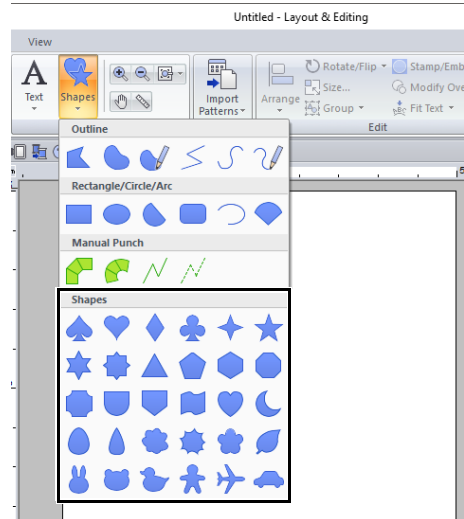 Untitled - Layout & Editing
View
Text
Shapes
Import
Patterns
Arrange
Rotate/Flip
Size...
Group
Stamp/Emb
Modify Ove
Fit Text
Edit
Outline
Rectangle/Circle/Arc
Manual Punch
Shapes